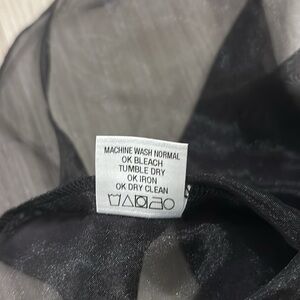 MACHINE WASH NORMAL
OK BLEACH
TUMBLE DRY
OK IRON
OK DRY CLEAN